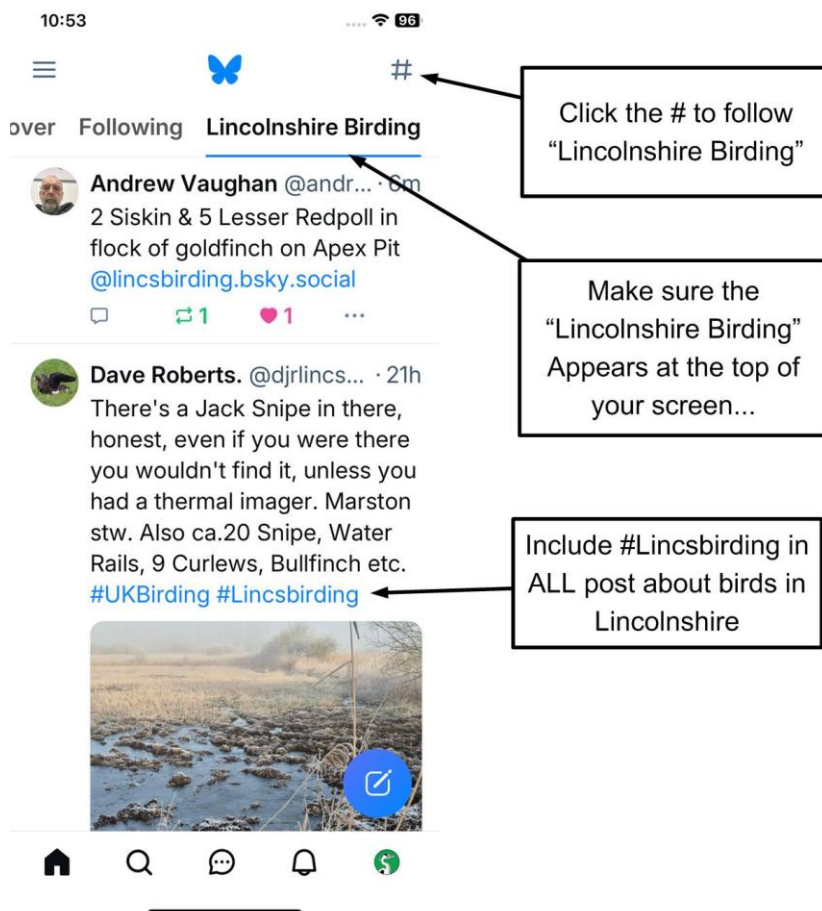 10:53
96
#
over Following Lincolnshire Birding
Andrew Vaughan @andr... · 6m
2 Siskin & 5 Lesser Redpoll in
flock of goldfinch on Apex Pit
@lincsbirding.bsky.social
1 1 ...
Dave Roberts. @djrlincs... · 21h
There's a Jack Snipe in there,
honest, even if you were there
you wouldn't find it, unless you
had a thermal imager. Marston
stw. Also ca.20 Snipe, Water
Rails, 9 Curlews, Bullfinch etc.
#UKBirding #Lincsbirding
Click the # to follow
“Lincolnshire Birding”
Make sure the
“Lincolnshire Birding”
Appears at the top of
your screen...
Include #Lincsbirding in
ALL post about birds in
Lincolnshire